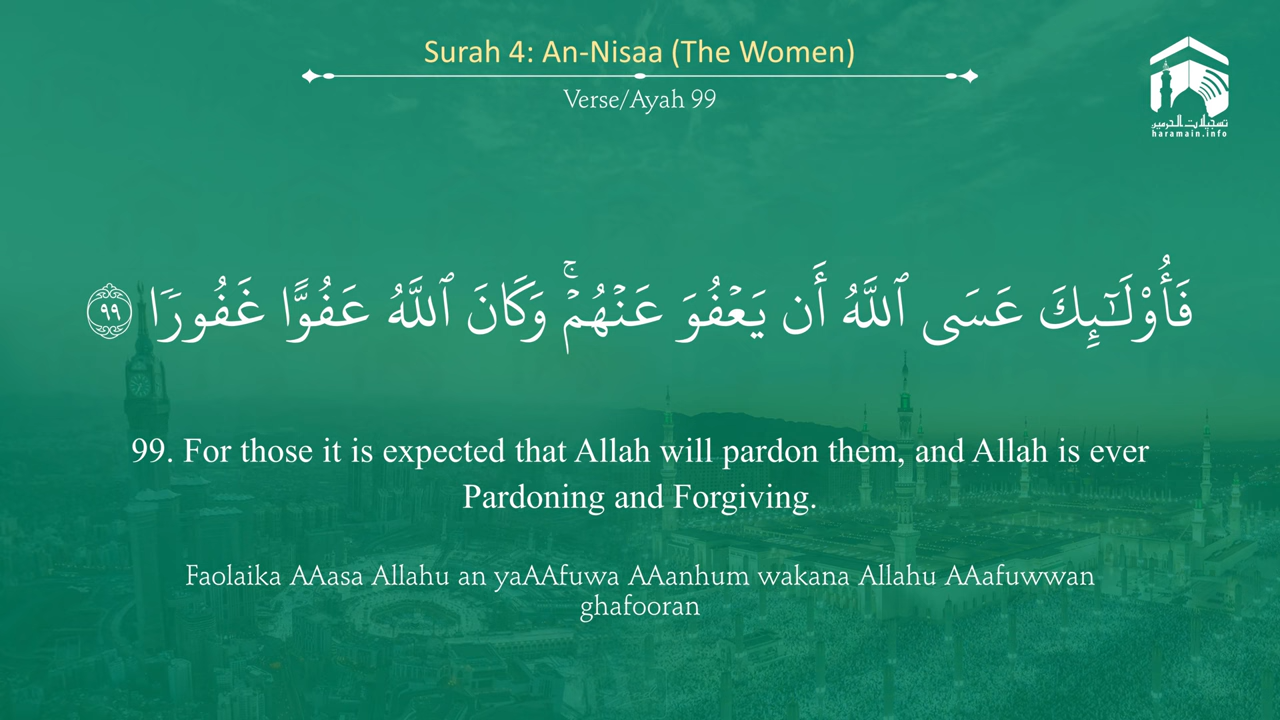 Surah 4: An-Nisaa (The Women)
Verse/Ayah 99
تسجيلات الحرمين
haramain.info
فَأُو۟لَـٰٓئِكَ عَسَى ٱللَّهُ أَن يَعْفُوَ عَنْهُمْ ۚ وَكَانَ ٱللَّهُ عَفُوًّا غَفُورًا ٩٩
99. For those it is expected that Allah will pardon them, and Allah is ever
Pardoning and Forgiving.
Faolaika AAasa Allahu an yaAAfuwa AAanhum wakana Allahu AAafuwwan
ghafooran